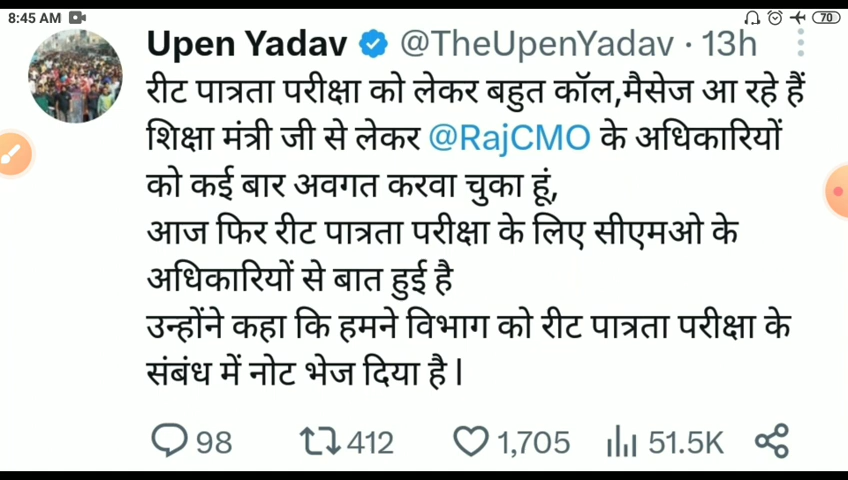 8:45 AM
70
Upen Yadav @TheUpenYadav · 13h
रीट पात्रता परीक्षा को लेकर बहुत कॉल,मैसेज आ रहे हैं
शिक्षा मंत्री जी से लेकर @RajCMO के अधिकारियों
को कई बार अवगत करवा चुका हूं,
आज फिर रीट पात्रता परीक्षा के लिए सीएमओ के
अधिकारियों से बात हुई है
उन्होंने कहा कि हमने विभाग को रीट पात्रता परीक्षा के
संबंध में नोट भेज दिया है l
98 412 1,705 51.5K